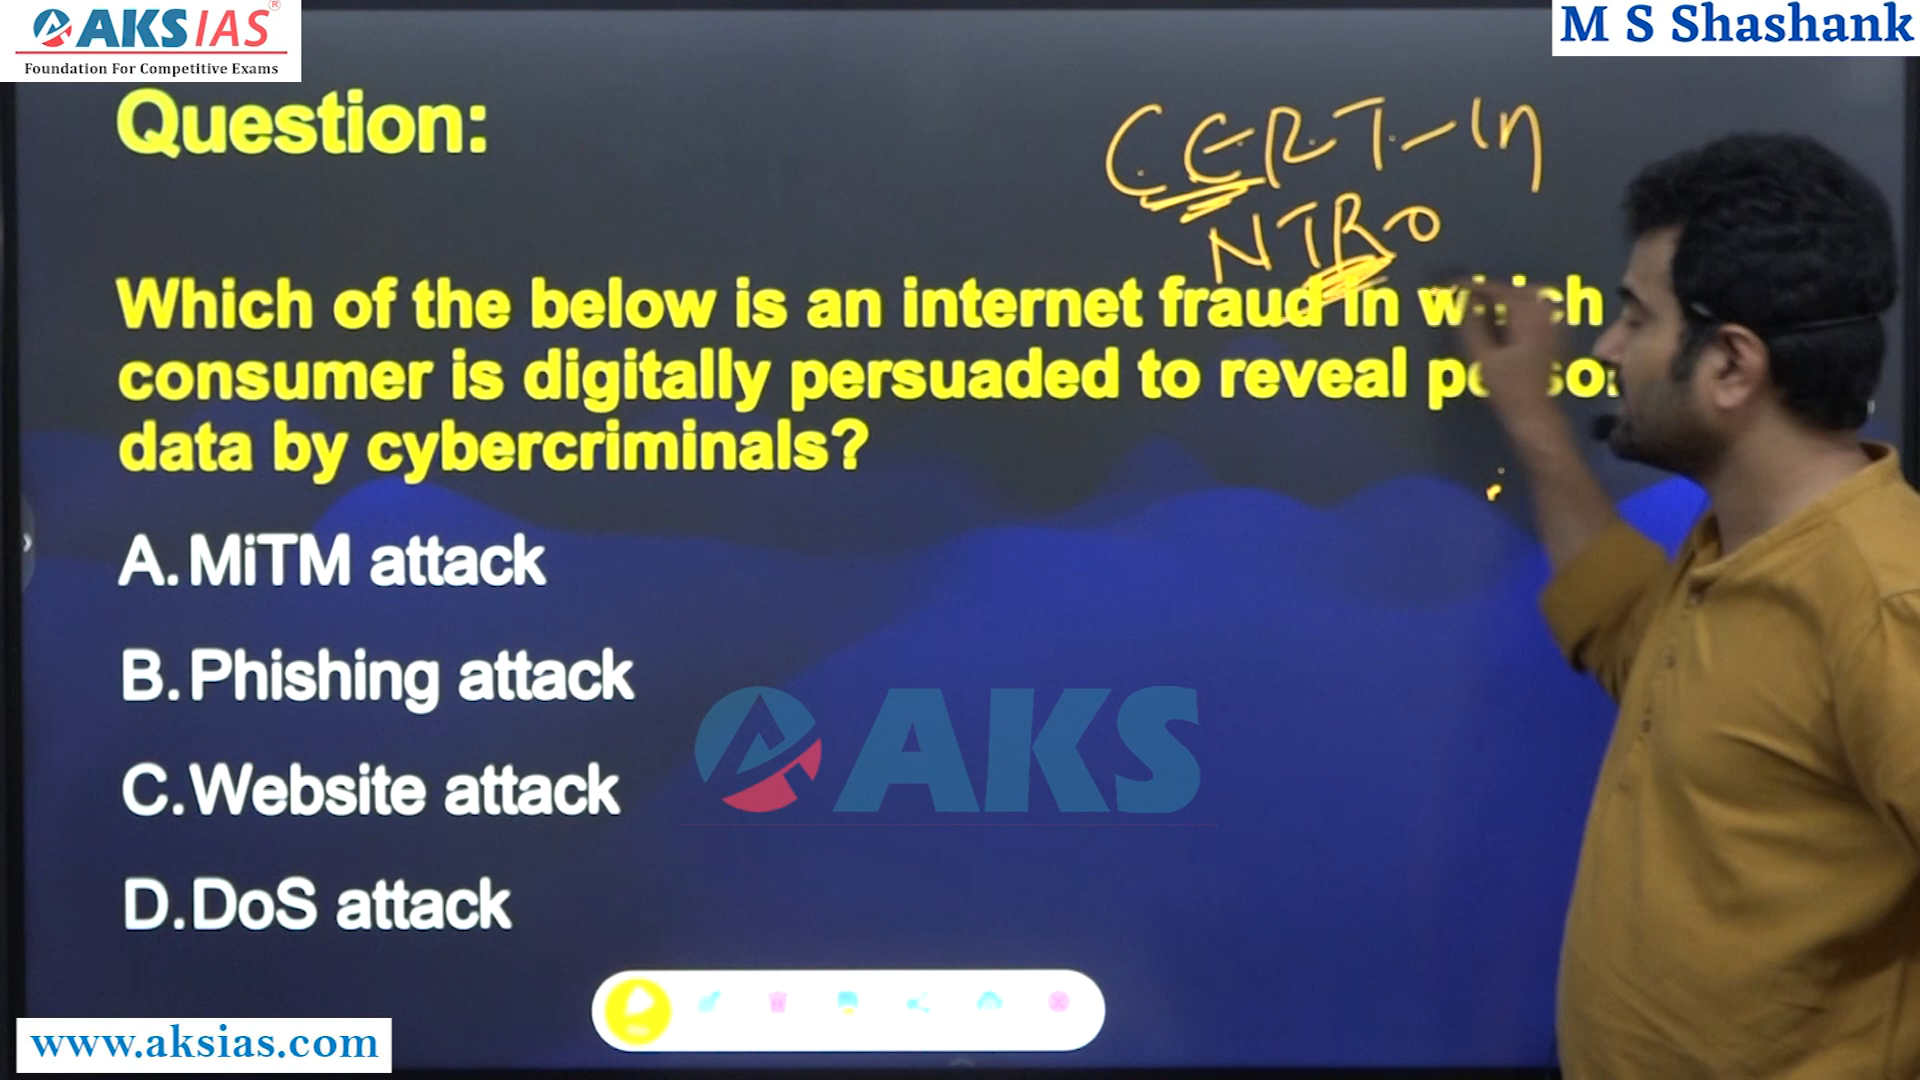 AKS IAS®
Foundation For Competitive Exams
M S Shashank
Question:
CERT-In
NTRO
Which of the below is an internet fraud in which
consumer is digitally persuaded to reveal
data by cybercriminals?
A. MiTM attack
B. Phishing attack
C. Website attack
D. DoS attack
AKS
www.aksias.com